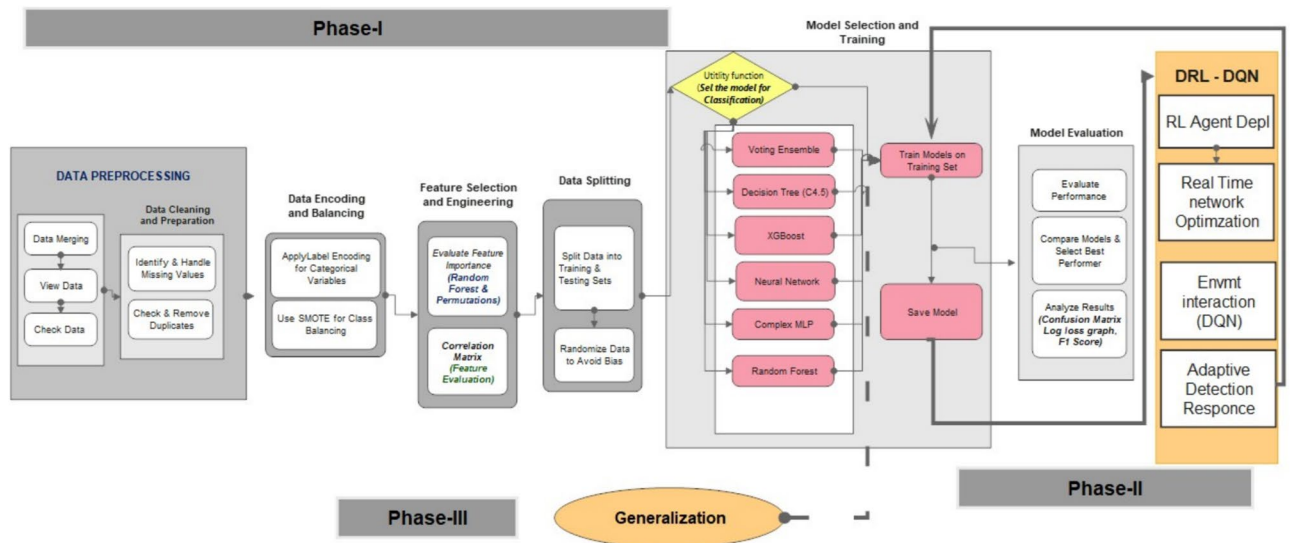 Phase-I
Model Selection and
Training
Utitlity function
(Sel the model for
Classification)
DRL - DQN
RL Agent Depl
Real Time
network
Optimzation
Envmt
interaction
(DQN)
Adaptive
Detection
Responce
DATA PREPROCESSING
Data Merging
View Data
Check Data
Data Cleaning
and Preparation
Identify & Handle
Missing Values
Check & Remove
Duplicates
Data Encoding
and Balancing
ApplyLabel Encoding
for Categorical
Variables
Use SMOTE for Class
Balancing
Feature Selection
and Engineering
Evaluate Feature
Importance
(Random
Forest &
Permutations)
Correlation
Matrix
(Feature
Evaluation)
Data Splitting
Split Data into
Training &
Testing Sets
Randomize Data
to Avoid Bias
Voting Ensemble
Decision Tree (C4.5)
XGBoost
Neural Network
Complex MLP
Random Forest
Train Models on
Training Set
Save Model
Model Evaluation
Evaluate
Performance
Compare Models &
Select Best
Performer
Analyze Results
(Confusion Matrix
Log loss graph,
F1 Score)
Phase-II
Phase-III
Generalization